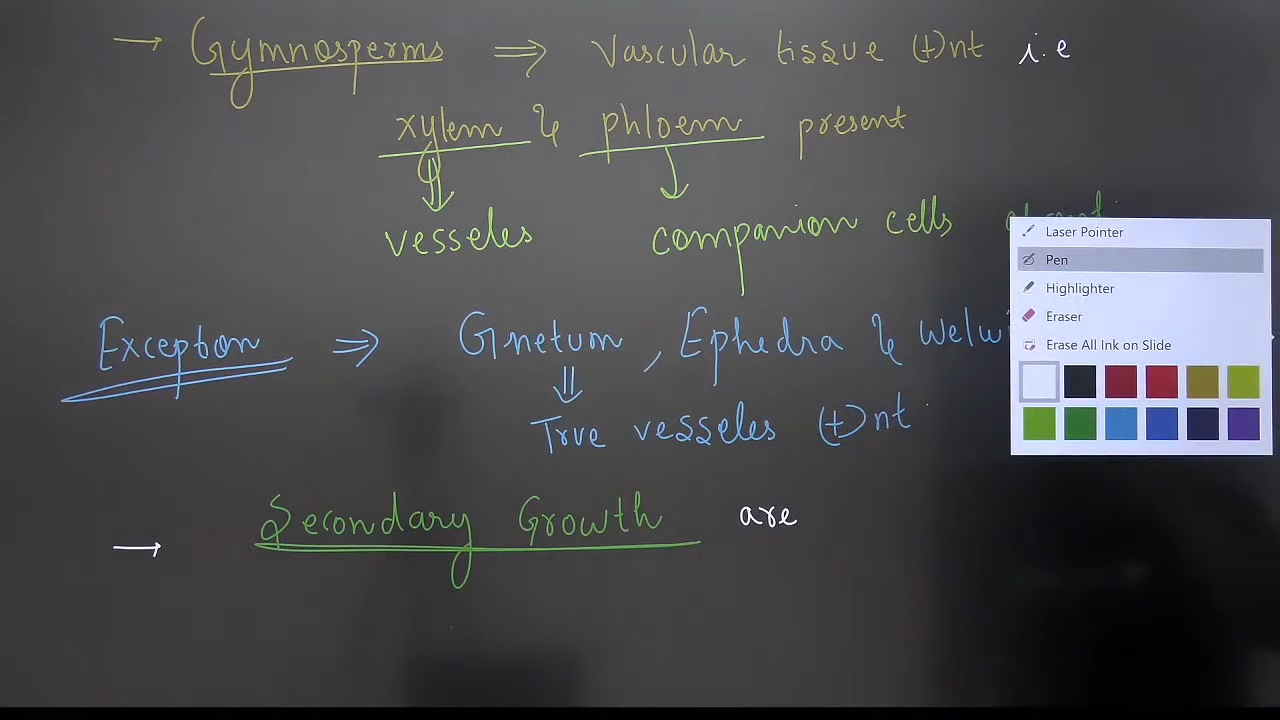 → Gymnosperms ⇒ Vascular tissue (+)nt i.e
xylem & phloem present
vesseles companion cells
Exception ⇒ Gnetum, Ephedra &
True vesseles (+)nt
→ Secondary Growth are
Laser Pointer
Pen
Highlighter
Eraser
Erase All Ink on Slide